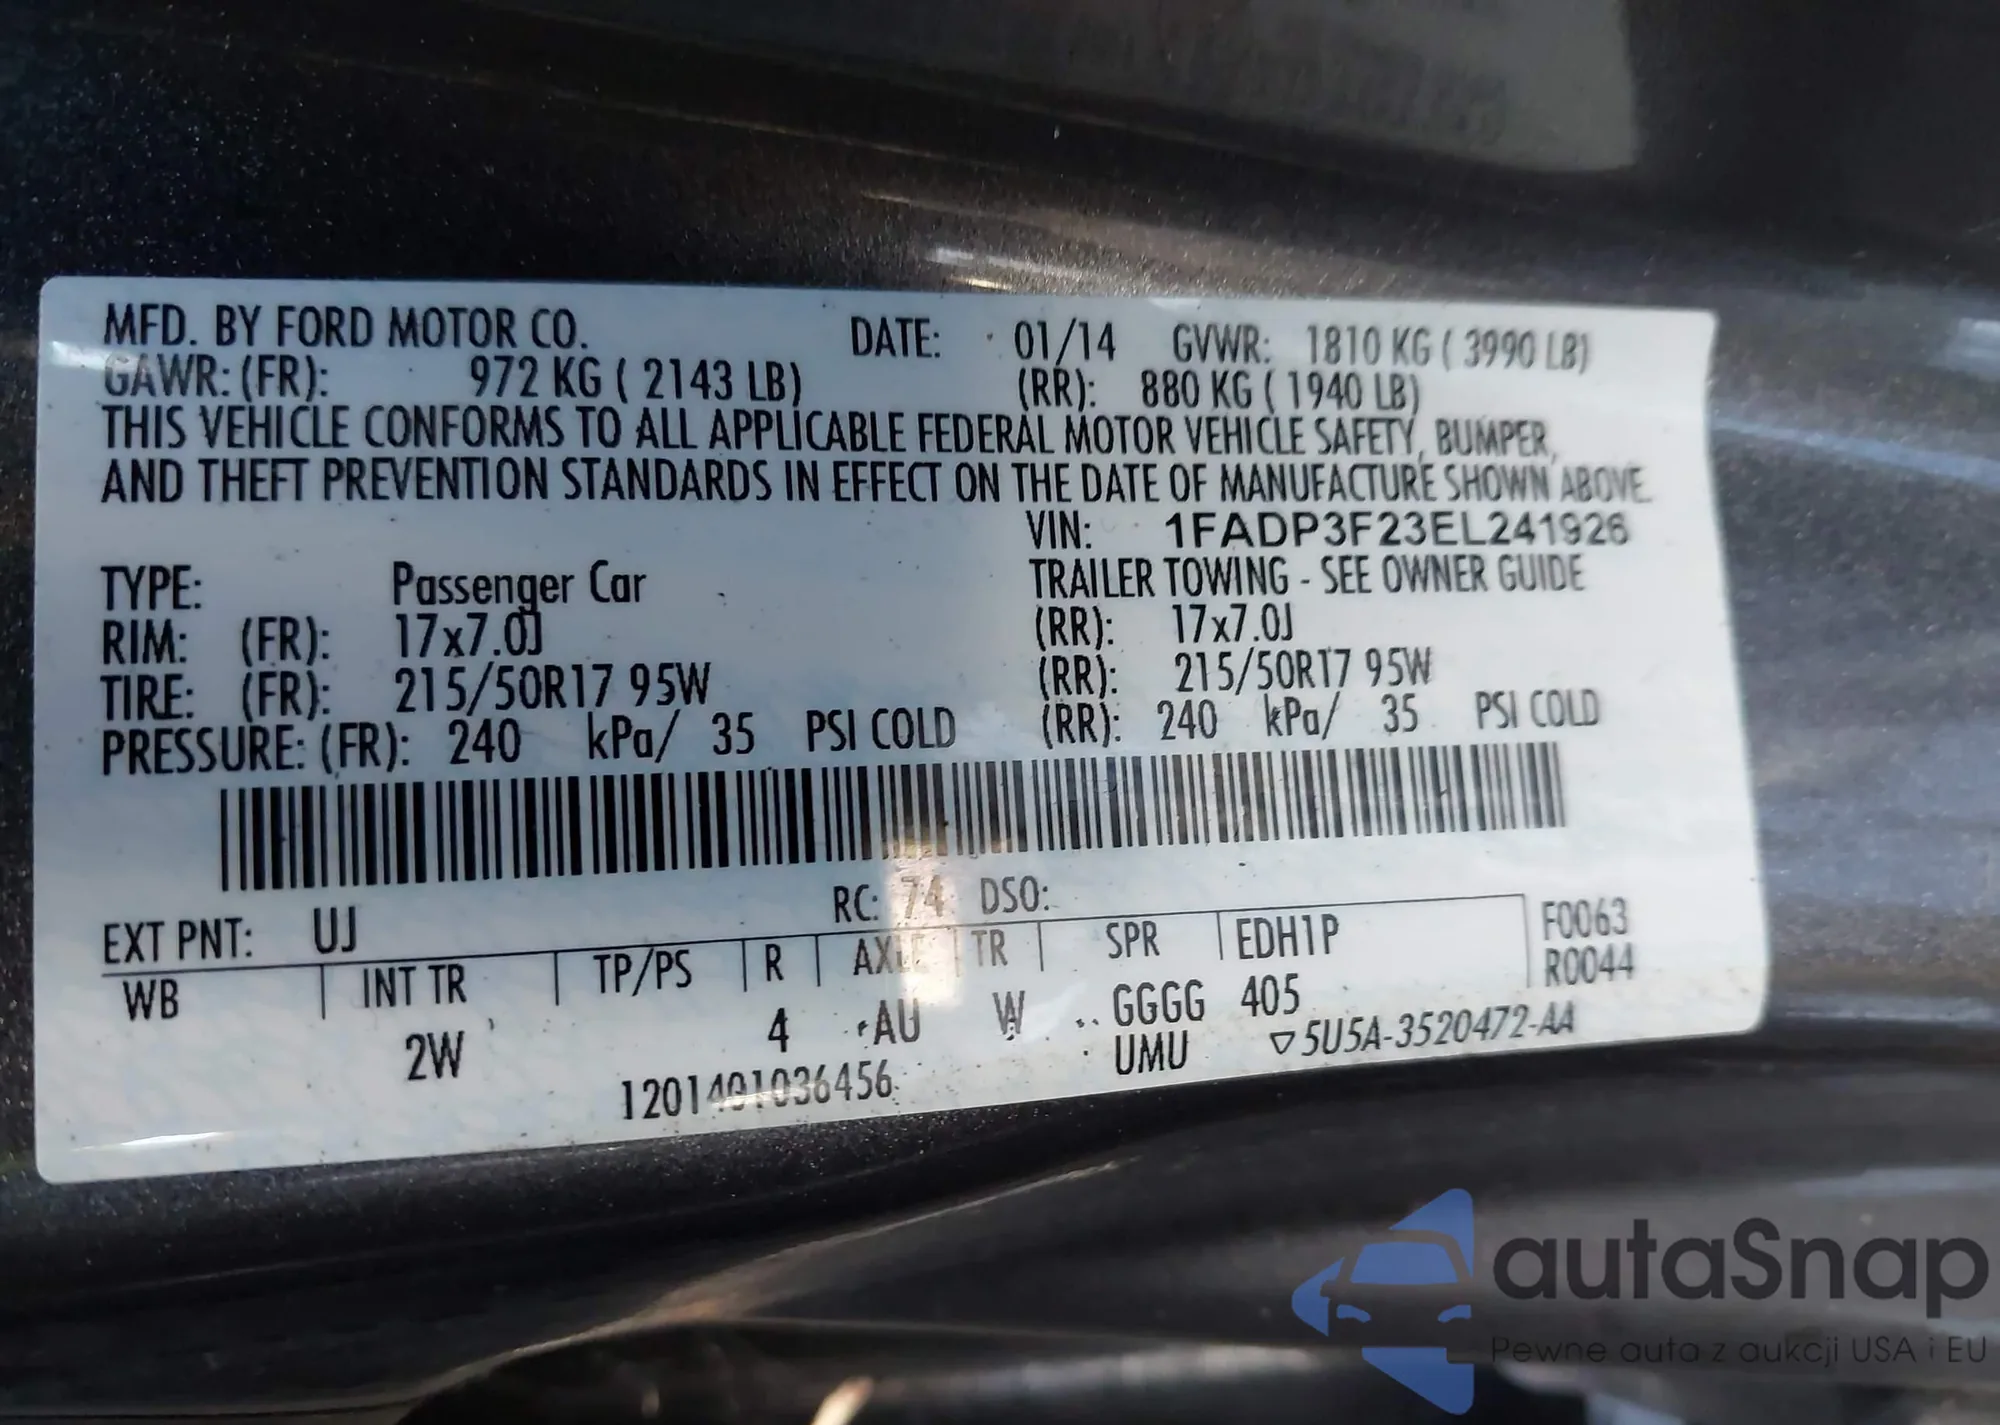 MFD. BY FORD MOTOR CO. DATE: 01/14 GVWR: 1810 KG ( 3990 LB)
GAWR: (FR): 972 KG ( 2143 LB) (RR): 880 KG ( 1940 LB)
THIS VEHICLE CONFORMS TO ALL APPLICABLE FEDERAL MOTOR VEHICLE SAFETY, BUMPER,
AND THEFT PREVENTION STANDARDS IN EFFECT ON THE DATE OF MANUFACTURE SHOWN ABOVE.
VIN: 1FADP3F23EL241926
TYPE: Passenger Car TRAILER TOWING - SEE OWNER GUIDE
RIM: (FR): 17x7.0J (RR): 17x7.0J
TIRE: (FR): 215/50R17 95W (RR): 215/50R17 95W
PRESSURE: (FR): 240 kPa/ 35 PSI COLD (RR): 240 kPa/ 35 PSI COLD
EXT PNT: UJ RC: 74 DSO: F0063
WB INT TR TP/PS R AXLE TR SPR EDH1P R0044
2W 4 AU W GGGG 405
1201401036456 UMU ▽5U5A-3520472-AA
autaSnap
Pewne auta z aukcji USA i EU